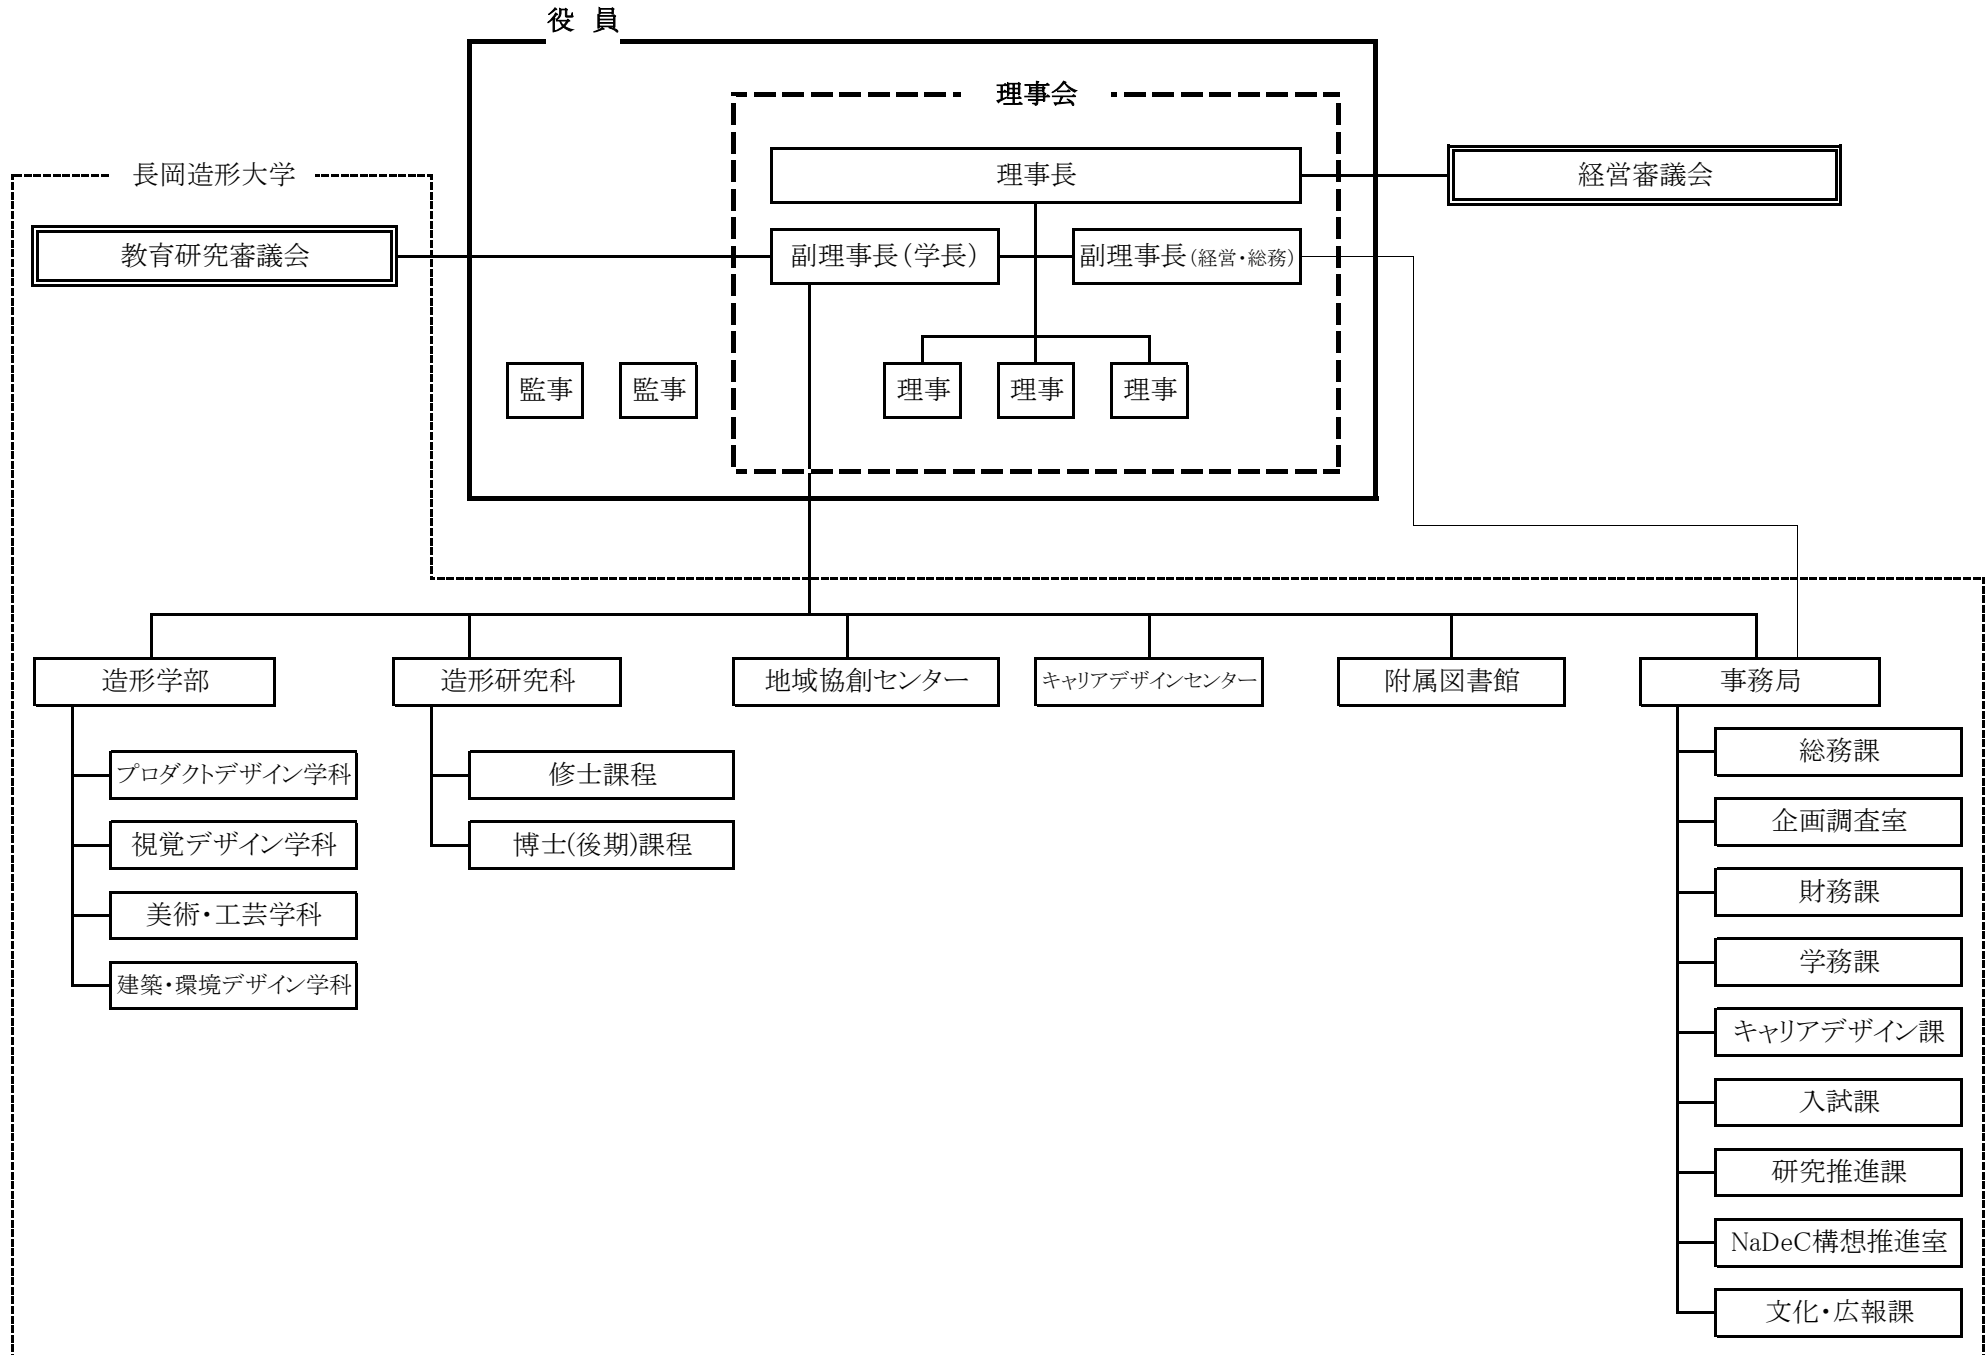 役 員
理事会
長岡造形大学
理事長
経営審議会
教育研究審議会
副理事長(学長)
副理事長(経営・総務)
監事
監事
理事
理事
理事
造形学部
造形研究科
地域協創センター
キャリアデザインセンター
附属図書館
事務局
プロダクトデザイン学科
視覚デザイン学科
美術・工芸学科
建築・環境デザイン学科
修士課程
博士(後期)課程
総務課
企画調査室
財務課
学務課
キャリアデザイン課
入試課
研究推進課
NaDeC構想推進室
文化・広報課